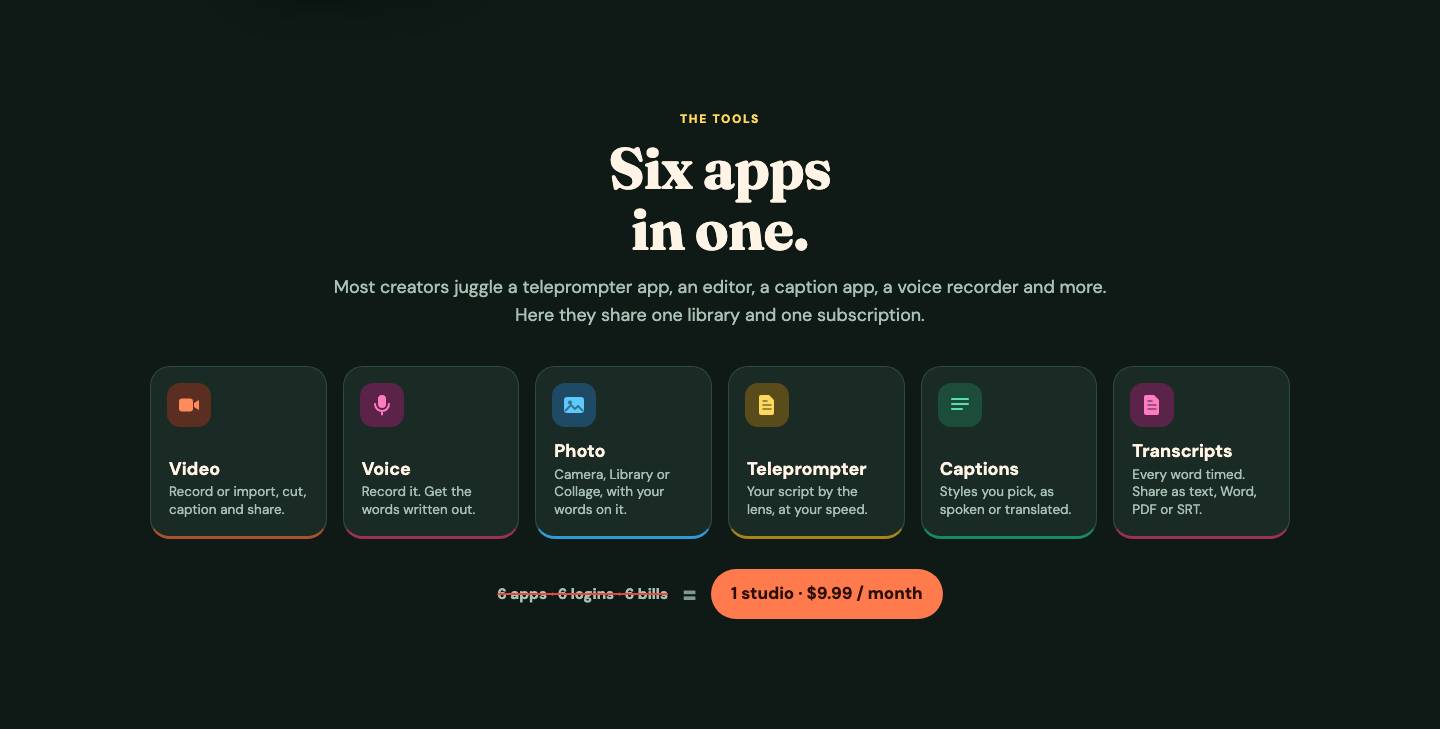 THE TOOLS
Six apps
in one.
Most creators juggle a teleprompter app, an editor, a caption app, a voice recorder and more.
Here they share one library and one subscription.
Video
Record or import, cut,
caption and share.
Voice
Record it. Get the
words written out.
Photo
Camera, Library or
Collage, with your
words on it.
Teleprompter
Your script by the
lens, at your speed.
Captions
Styles you pick, as
spoken or translated.
Transcripts
Every word timed.
Share as text, Word,
PDF or SRT.
6 apps · 6 logins · 6 bills = 1 studio · $9.99 / month